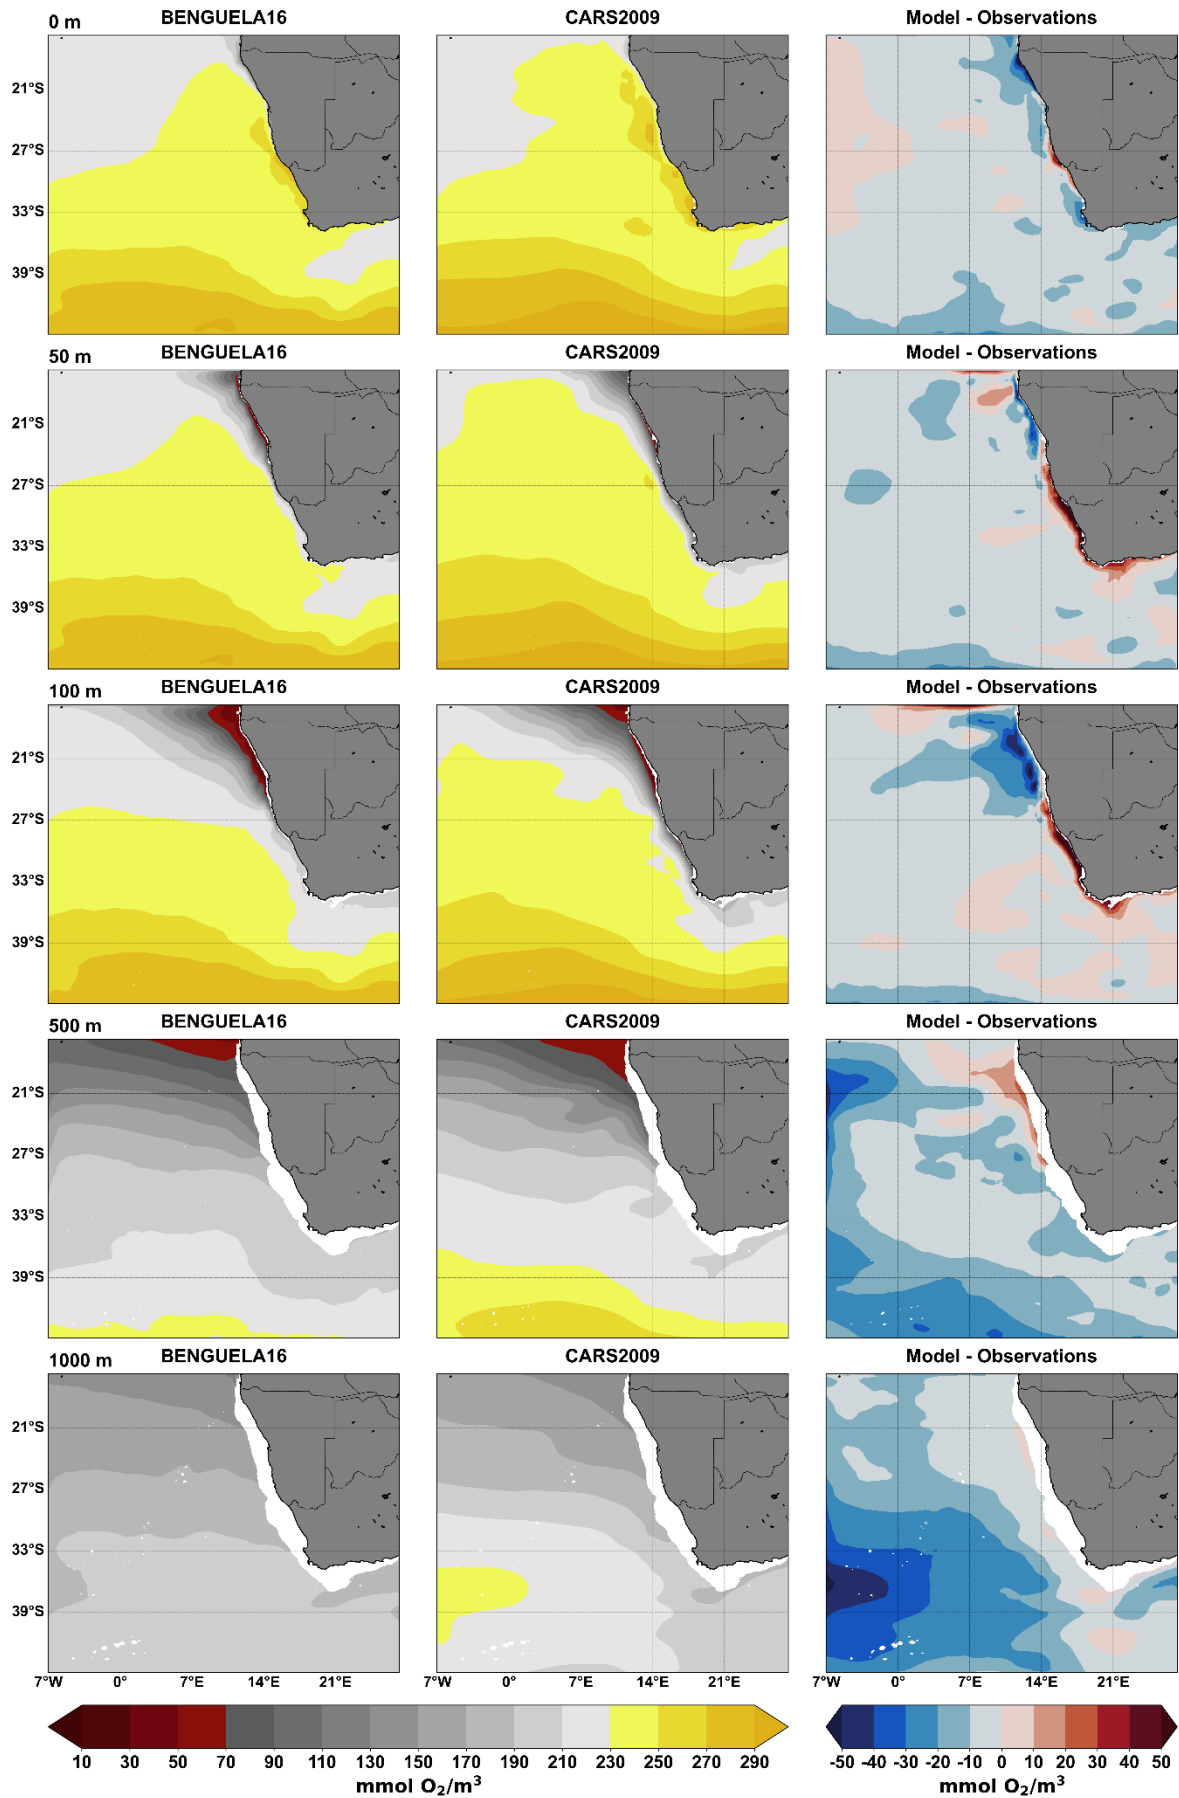 0 m BENGUELA16 CARS2009 Model - Observations
21°S
27°S
33°S
39°S
50 m BENGUELA16 CARS2009 Model - Observations
21°S
27°S
33°S
39°S
100 m BENGUELA16 CARS2009 Model - Observations
21°S
27°S
33°S
39°S
500 m BENGUELA16 CARS2009 Model - Observations
21°S
27°S
33°S
39°S
1000 m BENGUELA16 CARS2009 Model - Observations
21°S
27°S
33°S
39°S
7°W 0° 7°E 14°E 21°E 0° 7°E 14°E 21°E 7°W 0° 7°E 14°E 21°E
10 30 50 70 90 110 130 150 170 190 210 230 250 270 290 -50 -40 -30 -20 -10 0 10 20 30 40 50
mmol O₂/m³ mmol O₂/m³